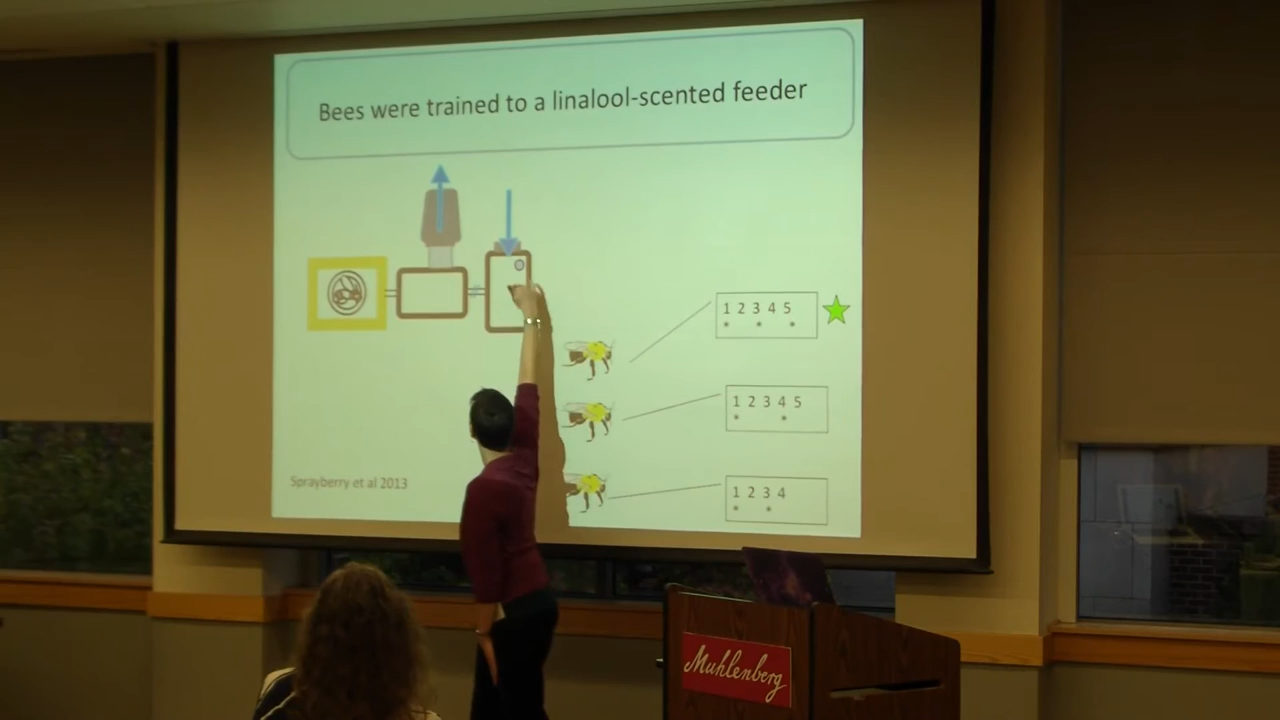 Bees were trained to a linalool-scented feeder
1 2 3 4 5
* * *
1 2 3 4 5
* *
1 2 3 4
* *
Sprayberry et al 2013
Muhlenberg